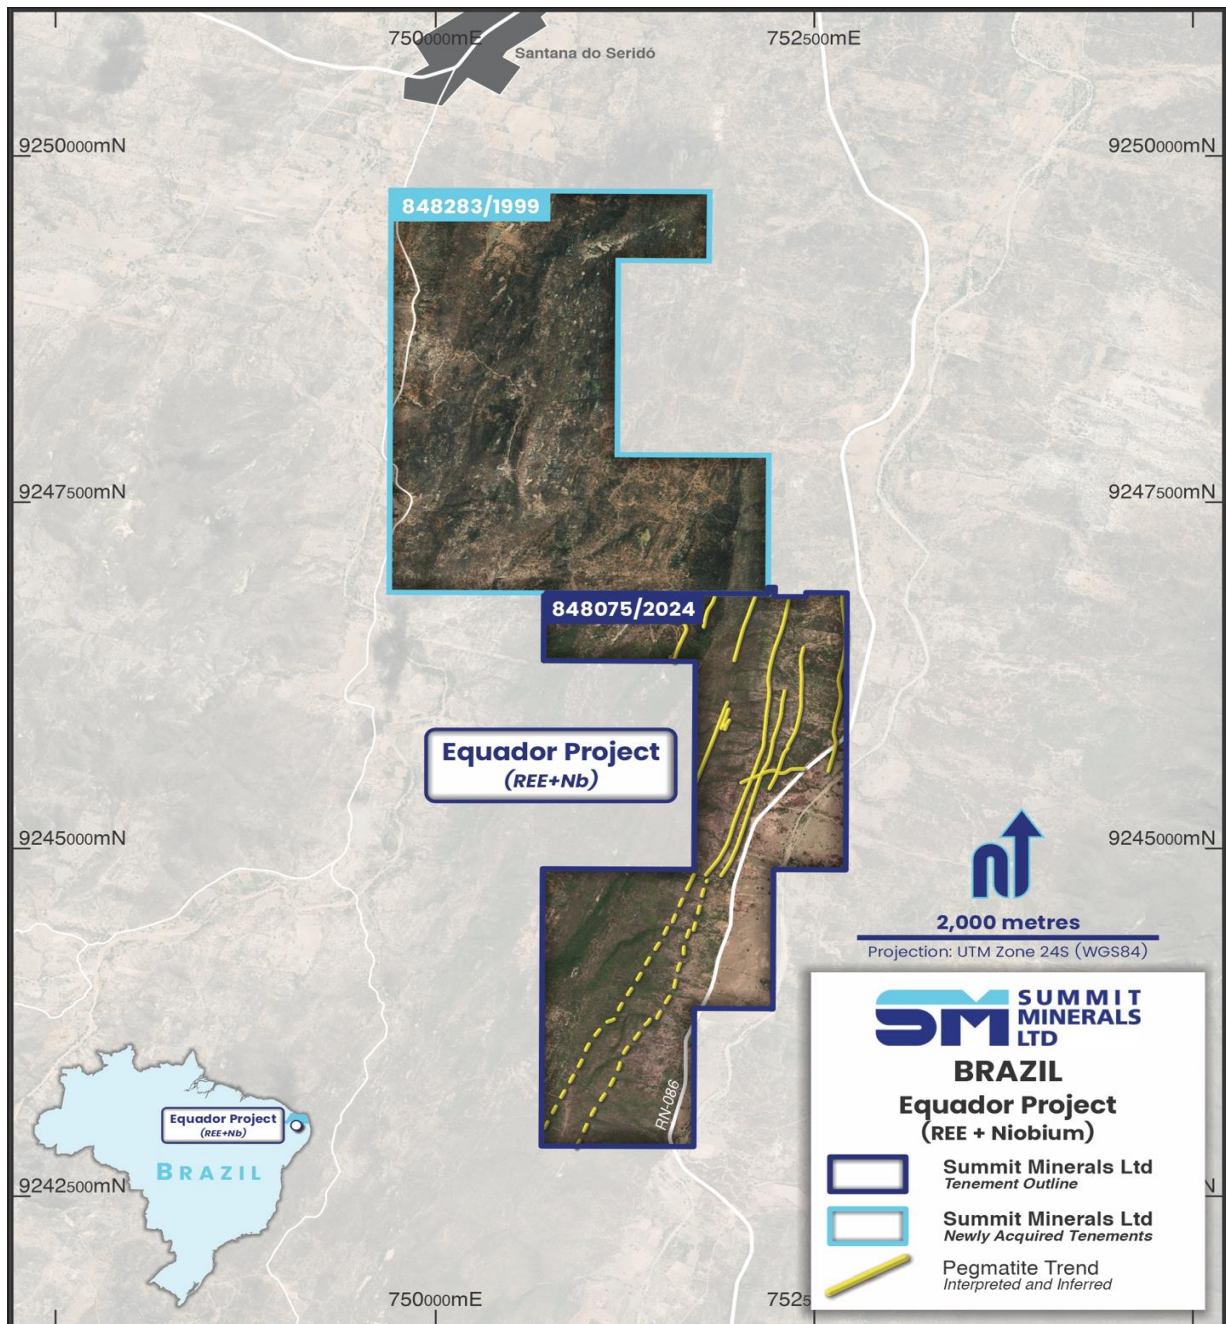 750000mE
752500mE
Santana do Seridó
9250000mN
9250000mN
848283/1999
9247500mN
9247500mN
848075/2024
Equador Project
(REE+Nb)
9245000mN
9245000mN
2,000 metres
Projection: UTM Zone 24S (WGS84)
SM
SUMMIT
MINERALS
LTD
BRAZIL
Equador Project
(REE + Niobium)
Summit Minerals Ltd
Tenement Outline
Summit Minerals Ltd
Newly Acquired Tenements
Pegmatite Trend
Interpreted and Inferred
RN-086
Equador Project
(REE+Nb)
BRAZIL
9242500mN
N
750000mE
7525